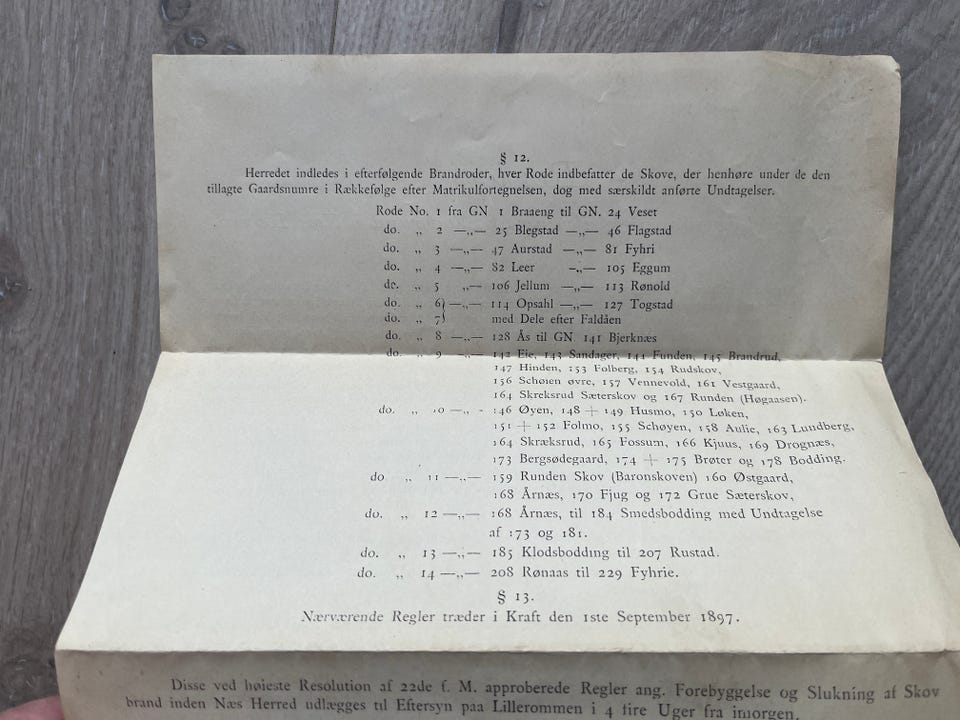 § 12.
Herredet indledes i efterfølgende Brandroder, hver Rode indbefatter de Skove, der henhøre under de den
tillagte Gaardsnumre i Rækkefølge efter Matrikulfortegnelsen, dog med særskildt anførte Undtagelser.
Rode No. 1 fra GN 1 Braaeng til GN. 24 Veset
do. „ 2 —„— 25 Blegstad —„— 46 Flagstad
do. „ 3 —„— 47 Aurstad —„— 81 Fyhri
do. „ 4 —„— 82 Leer —„— 105 Eggum
do. „ 5 „— 106 Jellum —„— 113 Rønold
do. „ 6} —„— 114 Opsahl —„— 127 Togstad
do. „ 7} med Dele efter Faldåen
do. „ 8 —„— 128 Ås til GN 141 Bjerknæs
do. „ 9 —„— 142 Eie, 143 Sandager, 144 Funden, 145 Brandrud,
147 Hinden, 153 Folberg, 154 Rudskov,
156 Schøien øvre, 157 Vennevold, 161 Vestgaard,
164 Skreksrud Sæterskov og 167 Runden (Høgaasen).
do. „ 10 —„ - 146 Øyen, 148 + 149 Husmo, 150 Løken,
151 + 152 Folmo, 155 Schøyen, 158 Aulie, 163 Lundberg,
164 Skræksrud, 165 Fossum, 166 Kjuus, 169 Drognæs,
173 Bergsødegaard, 174 + 175 Brøter og 178 Bodding.
do „ 11 —„— 159 Runden Skov (Baronskoven) 160 Østgaard,
168 Årnæs, 170 Fjug og 172 Grue Sæterskov,
do. „ 12 —„— 168 Årnæs, til 184 Smedsbodding med Undtagelse
af 173 og 181.
do. „ 13 —„— 185 Klodsbodding til 207 Rustad.
do. „ 14 —„— 208 Rønaas til 229 Fyhrie.
§ 13.
Nærværende Regler træder i Kraft den 1ste September 1897.
Disse ved høieste Resolution af 22de f. M. approberede Regler ang. Forebyggelse og Slukning af Skov
brand inden Næs Herred udlægges til Eftersyn paa Lillerommen i 4 fire Uger fra imorgen.